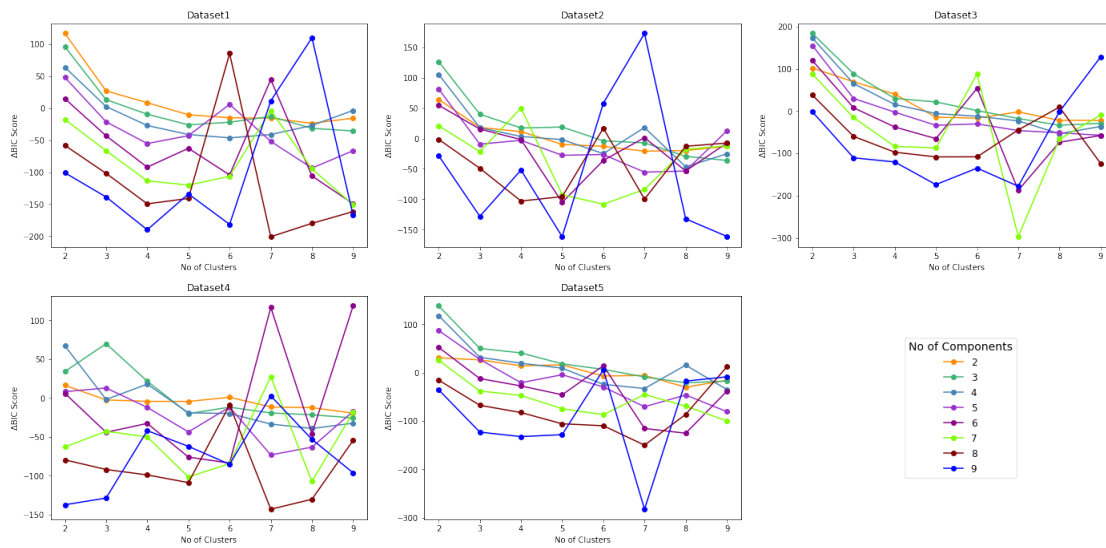 Dataset1
ΔBIC Score
100
50
0
−50
−100
−150
−200
2 3 4 5 6 7 8 9
No of Clusters
Dataset2
ΔBIC Score
150
100
50
0
−50
−100
−150
2 3 4 5 6 7 8 9
No of Clusters
Dataset3
ΔBIC Score
200
100
0
−100
−200
−300
2 3 4 5 6 7 8 9
No of Clusters
Dataset4
ΔBIC Score
100
50
0
−50
−100
−150
2 3 4 5 6 7 8 9
No of Clusters
Dataset5
ΔBIC Score
100
0
−100
−200
−300
2 3 4 5 6 7 8 9
No of Clusters
No of Components
2
3
4
5
6
7
8
9